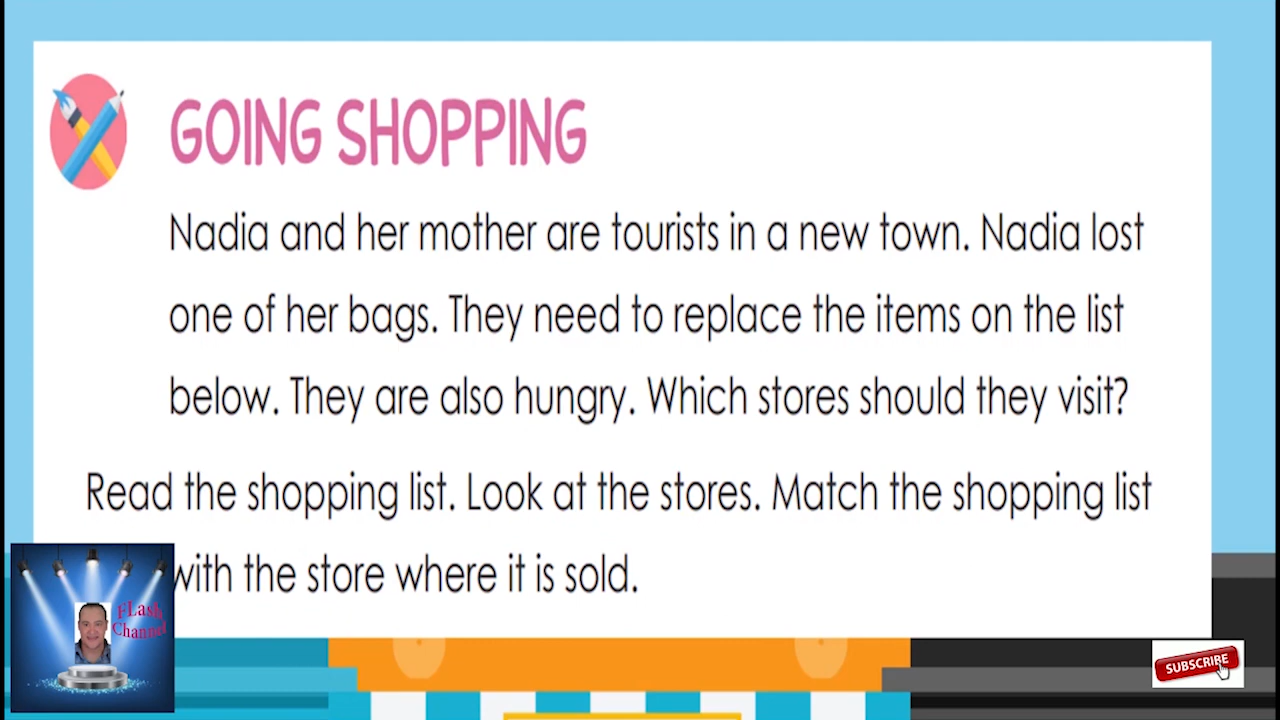 GOING SHOPPING
Nadia and her mother are tourists in a new town. Nadia lost
one of her bags. They need to replace the items on the list
below. They are also hungry. Which stores should they visit?
Read the shopping list. Look at the stores. Match the shopping list
with the store where it is sold.
FLash
Channel
SUBSCRIBE